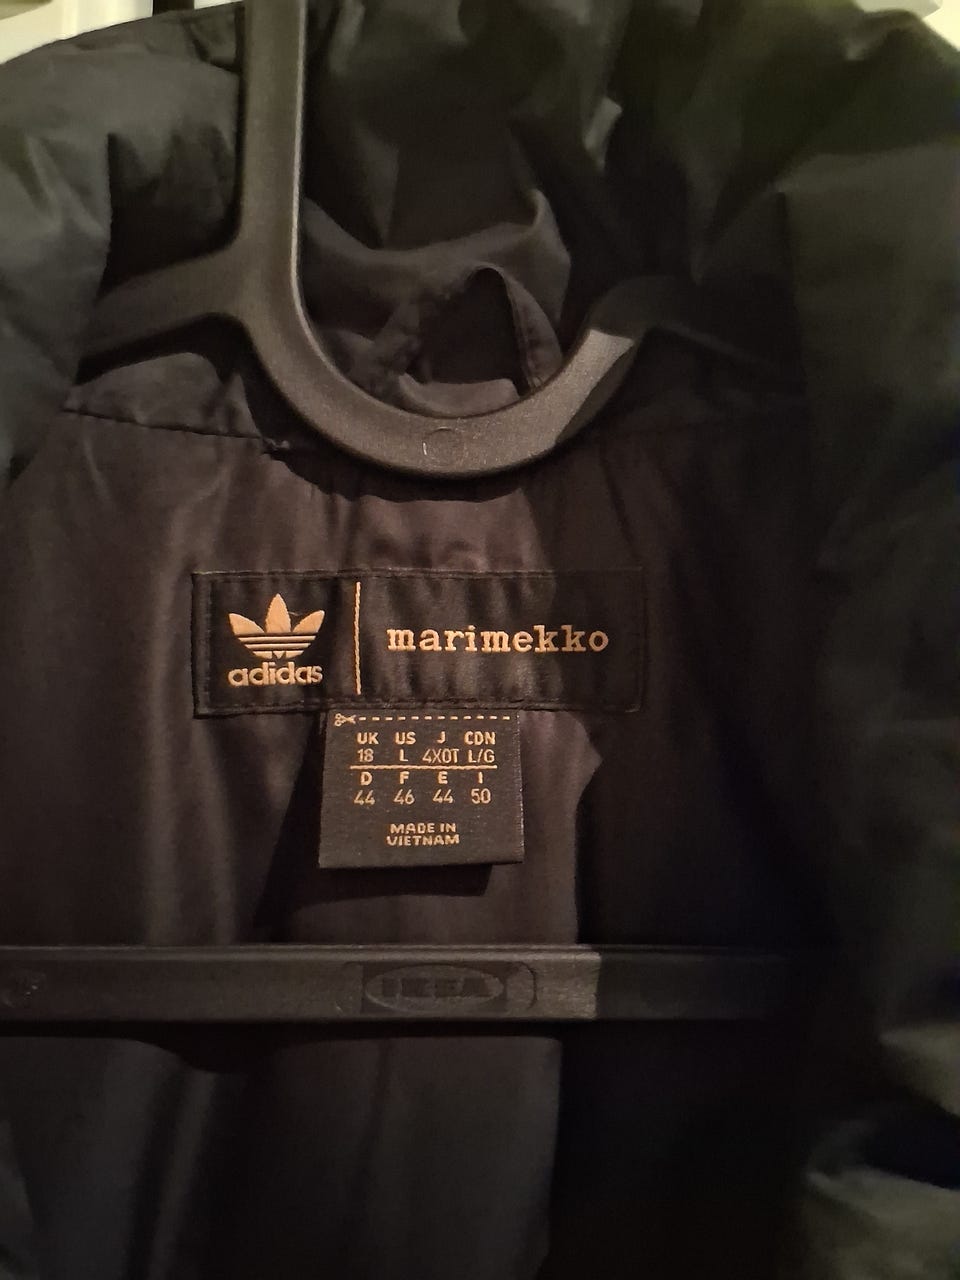 adidas
marimekko
UK US J CDN
18 L 4XOT L/G
D F E I
44 46 44 50
MADE IN
VIETNAM
IKEA